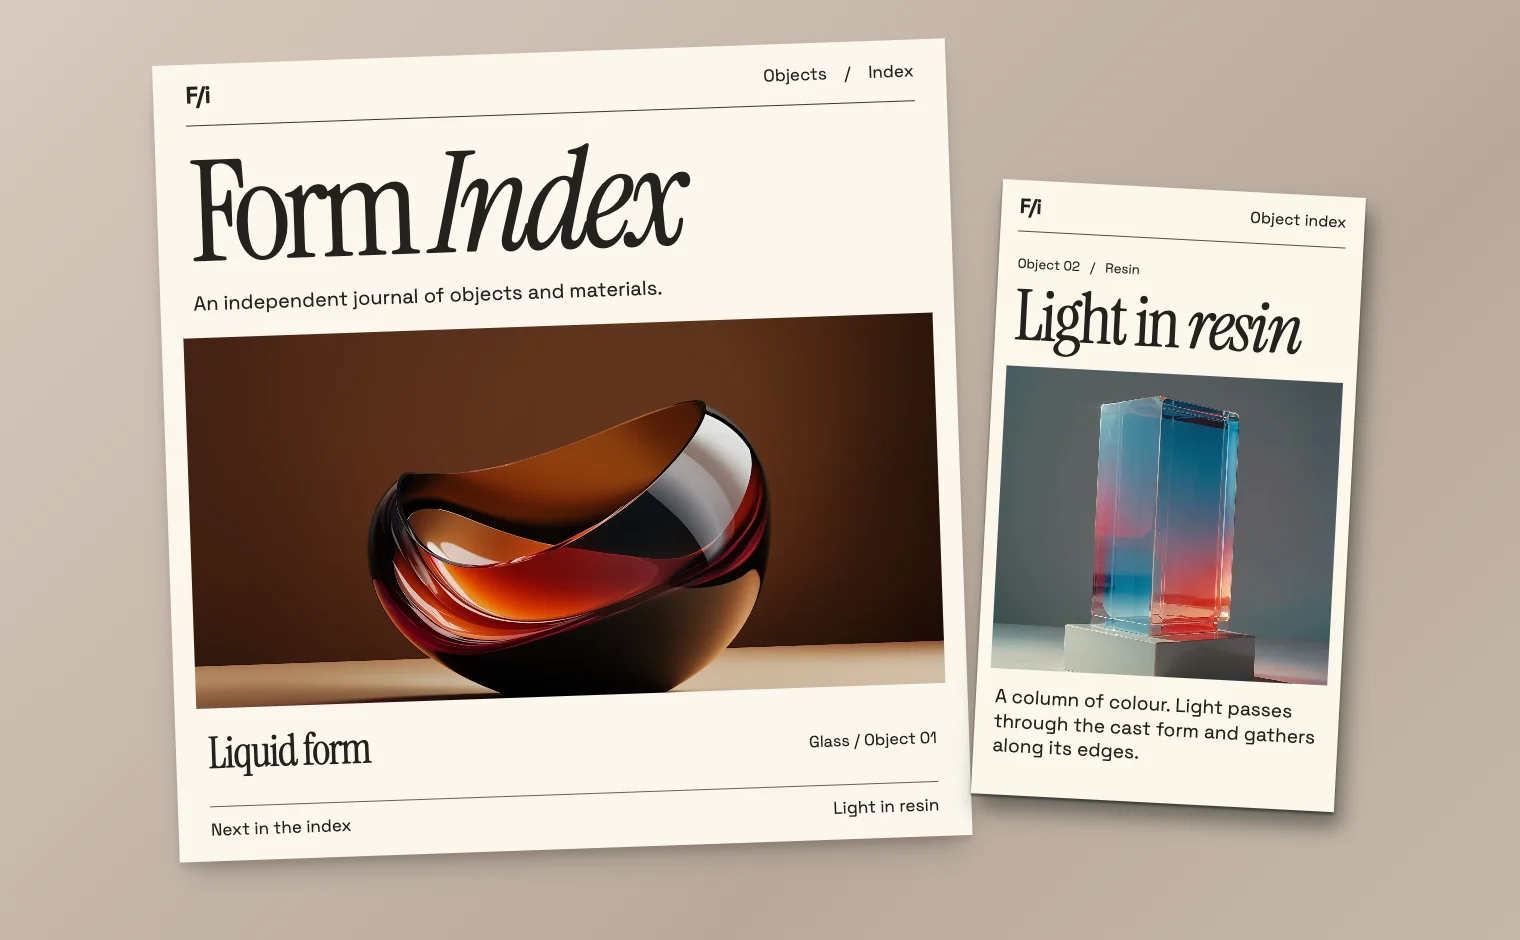 F/i
Objects / Index
Form Index
An independent journal of objects and materials.
Liquid form
Glass / Object 01
Next in the index
Light in resin
F/i
Object index
Object 02 / Resin
Light in resin
A column of colour. Light passes
through the cast form and gathers
along its edges.